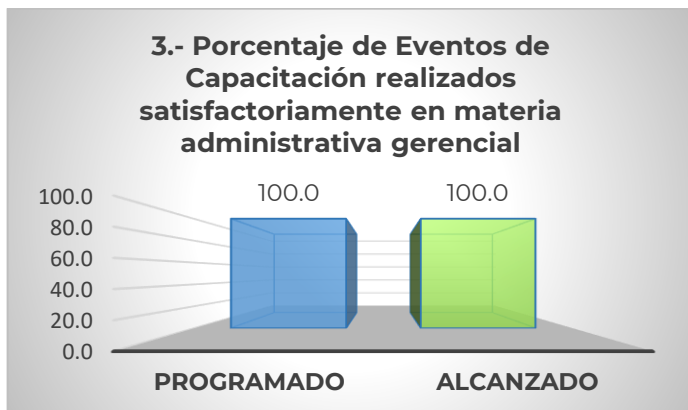 3.- Porcentaje de Eventos de
Capacitación realizados
satisfactoriamente en materia
administrativa gerencial
100.0 100.0
100.0
80.0
60.0
40.0
20.0
0.0
PROGRAMADO ALCANZADO